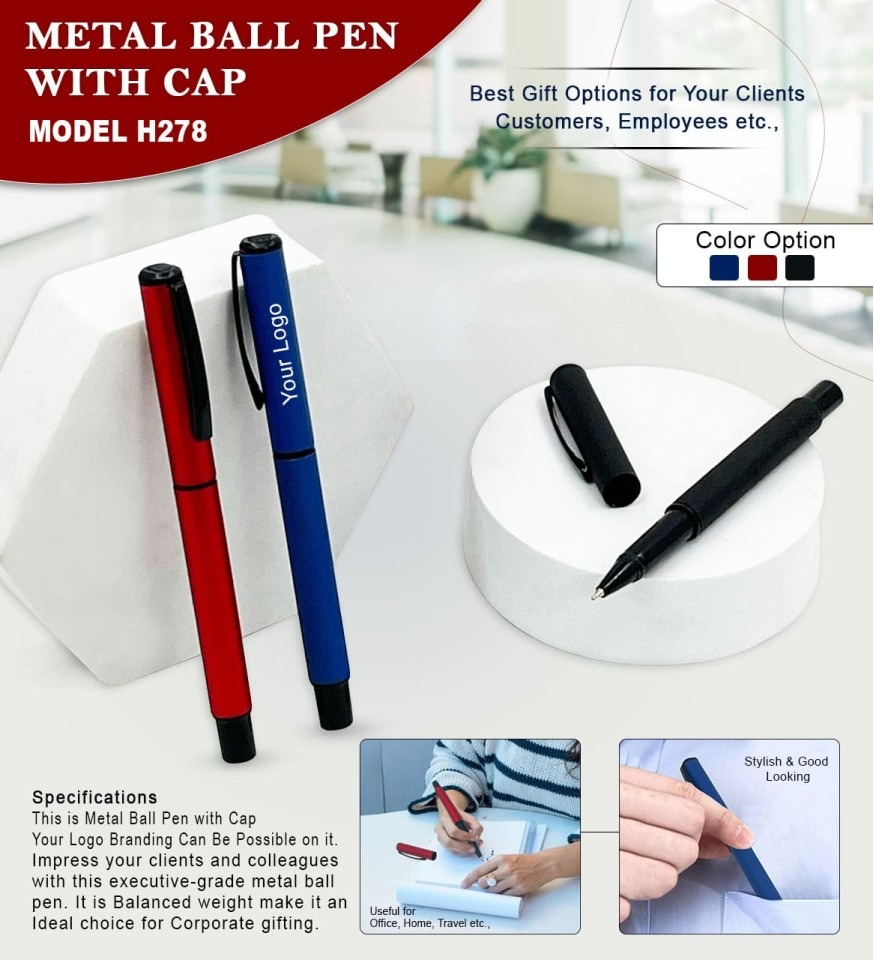 METAL BALL PEN
WITH CAP
MODEL H278
Best Gift Options for Your Clients
Customers, Employees etc.,
Color Option
Your Logo
Stylish & Good
Looking
Specifications
This is Metal Ball Pen with Cap
Your Logo Branding Can Be Possible on it.
Impress your clients and colleagues
with this executive-grade metal ball
pen. It is Balanced weight make it an
Ideal choice for Corporate gifting.
Useful for
Office, Home, Travel etc.,